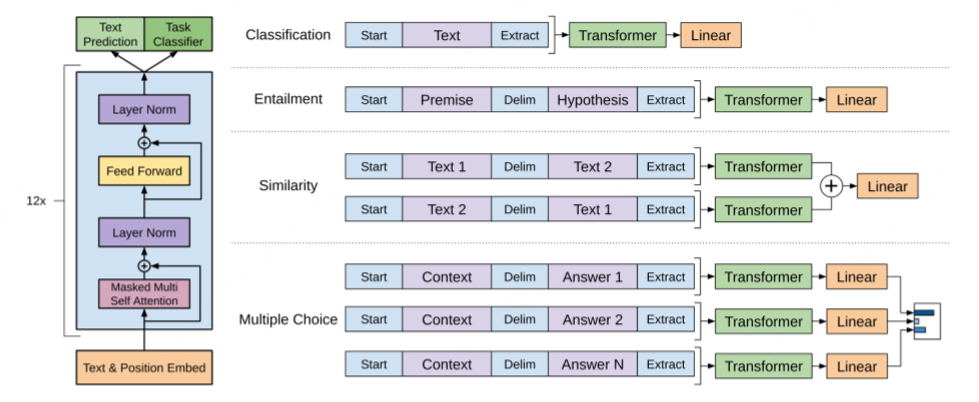 Text
Prediction
Task
Classifier
12x
Layer Norm
Feed Forward
Layer Norm
Masked Multi
Self Attention
Text & Position Embed
Classification
Start
Text
Extract
Transformer
Linear
Entailment
Start
Premise
Delim
Hypothesis
Extract
Transformer
Linear
Similarity
Start
Text 1
Delim
Text 2
Extract
Transformer
Start
Text 2
Delim
Text 1
Extract
Transformer
Linear
Multiple Choice
Start
Context
Delim
Answer 1
Extract
Transformer
Linear
Start
Context
Delim
Answer 2
Extract
Transformer
Linear
Start
Context
Delim
Answer N
Extract
Transformer
Linear